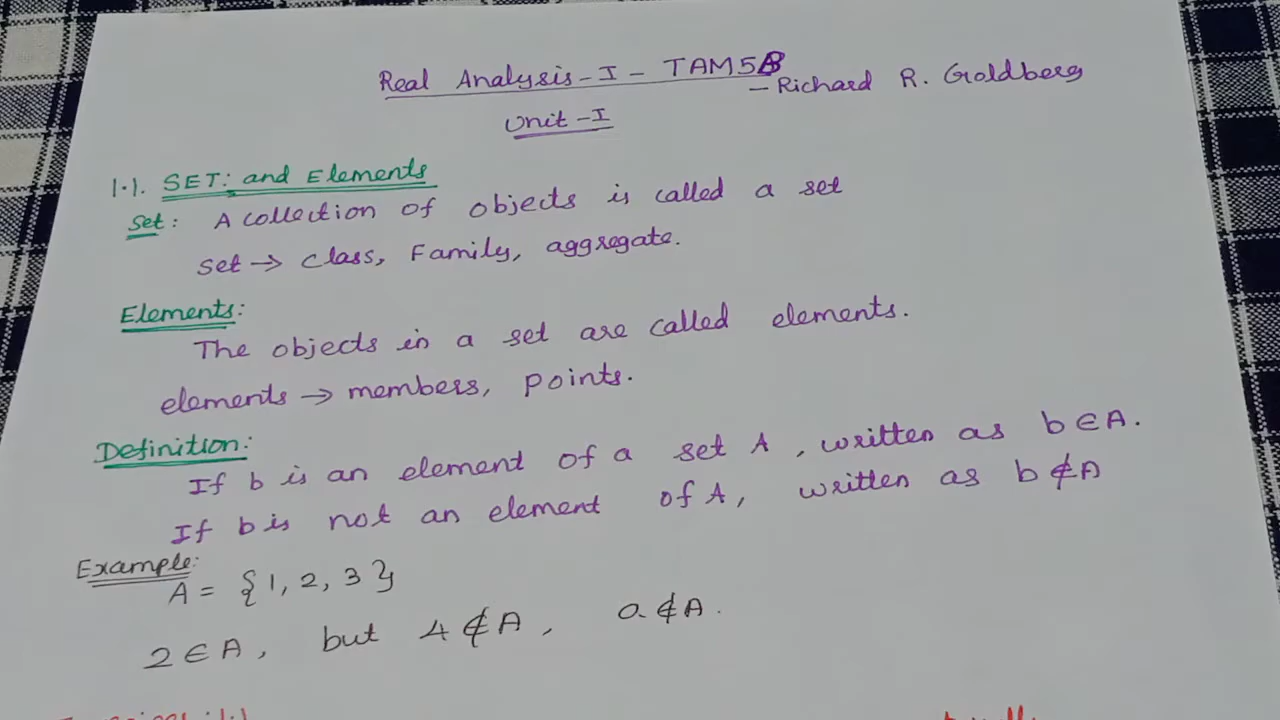 Real Analysis-I - TAM5B
- Richard R. Goldberg
Unit-I
1.1. SET: and Elements
Set: A collection of objects is called a set
set → class, Family, aggregate.
Elements:
The objects in a set are called elements.
elements → members, points.
Definition:
If b is an element of a set A, written as b∈A.
If b is not an element of A, written as b∉A
Example:
A = {1, 2, 3}
2∈A, but 4∉A, 0∉A.